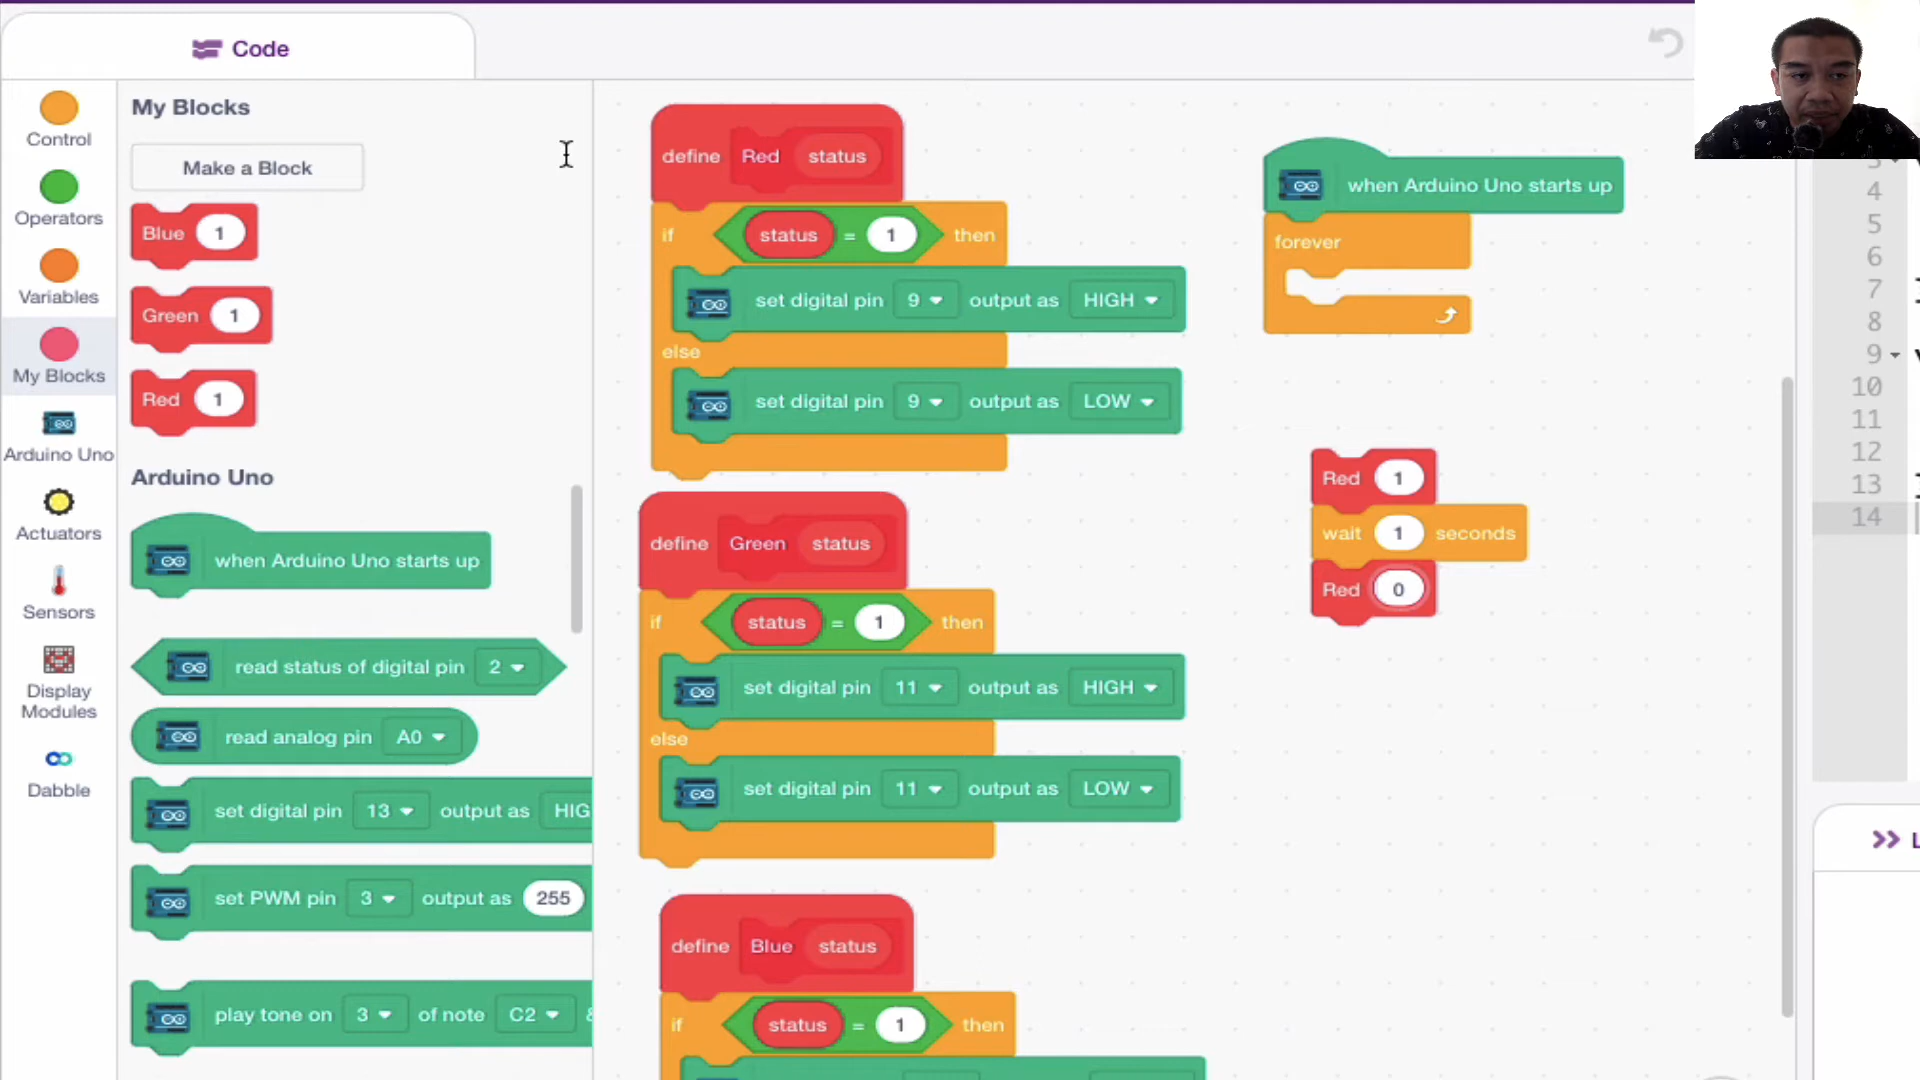 Code
Control
Operators
Variables
My Blocks
Arduino Uno
Actuators
Sensors
Display
Modules
Dabble
My Blocks
Make a Block
Blue 1
Green 1
Red 1
Arduino Uno
when Arduino Uno starts up
read status of digital pin 2
read analog pin A0
set digital pin 13 output as HIG
set PWM pin 3 output as 255
play tone on 3 of note C2
define Red status
if status = 1 then
set digital pin 9 output as HIGH
else
set digital pin 9 output as LOW
define Green status
if status = 1 then
set digital pin 11 output as HIGH
else
set digital pin 11 output as LOW
define Blue status
if status = 1 then
when Arduino Uno starts up
forever
Red 1
wait 1 seconds
Red 0
4
5
6
7
8
9
10
11
12
13
14